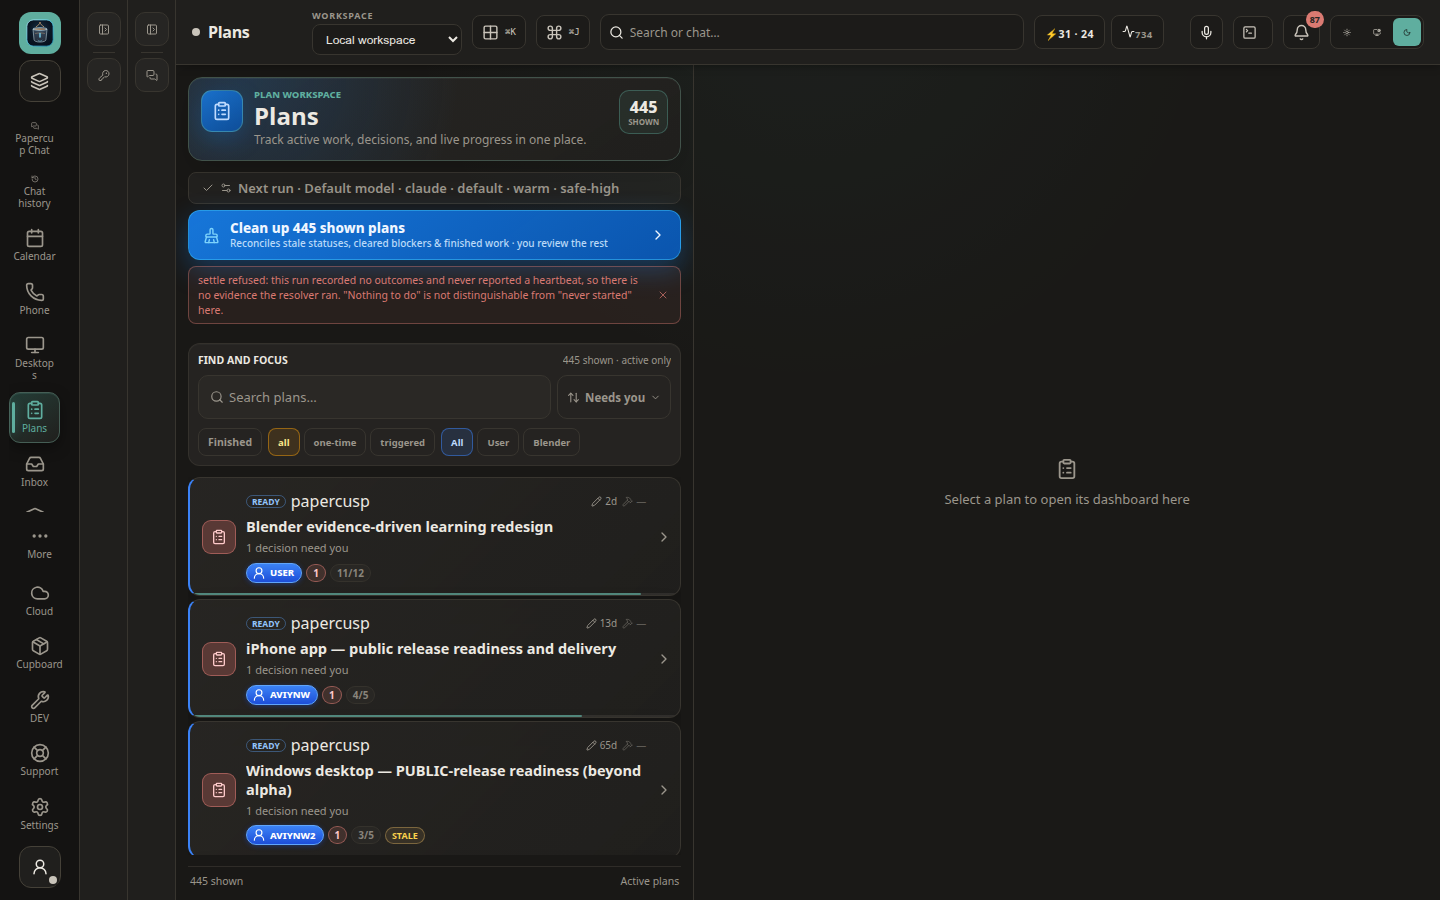 Papercu
p Chat
Chat
history
Calendar
Phone
Desktop
s
Plans
Inbox
More
Cloud
Cupboard
DEV
Support
Settings
Plans
WORKSPACE
Local workspace
⌘K
⌘J
Search or chat...
⚡31 · 24
734
87
PLAN WORKSPACE
Plans
Track active work, decisions, and live progress in one place.
445
SHOWN
Next run · Default model · claude · default · warm · safe-high
Clean up 445 shown plans
Reconciles stale statuses, cleared blockers & finished work · you review the rest
settle refused: this run recorded no outcomes and never reported a heartbeat, so there is
no evidence the resolver ran. "Nothing to do" is not distinguishable from "never started"
here.
FIND AND FOCUS
445 shown · active only
Search plans...
Needs you
Finished
all
one-time
triggered
All
User
Blender
READY papercusp
2d —
Blender evidence-driven learning redesign
1 decision need you
USER 1 11/12
READY papercusp
13d —
iPhone app — public release readiness and delivery
1 decision need you
AVIYNW 1 4/5
READY papercusp
65d —
Windows desktop — PUBLIC-release readiness (beyond
alpha)
1 decision need you
AVIYNW2 1 3/5 STALE
445 shown
Active plans
Select a plan to open its dashboard here